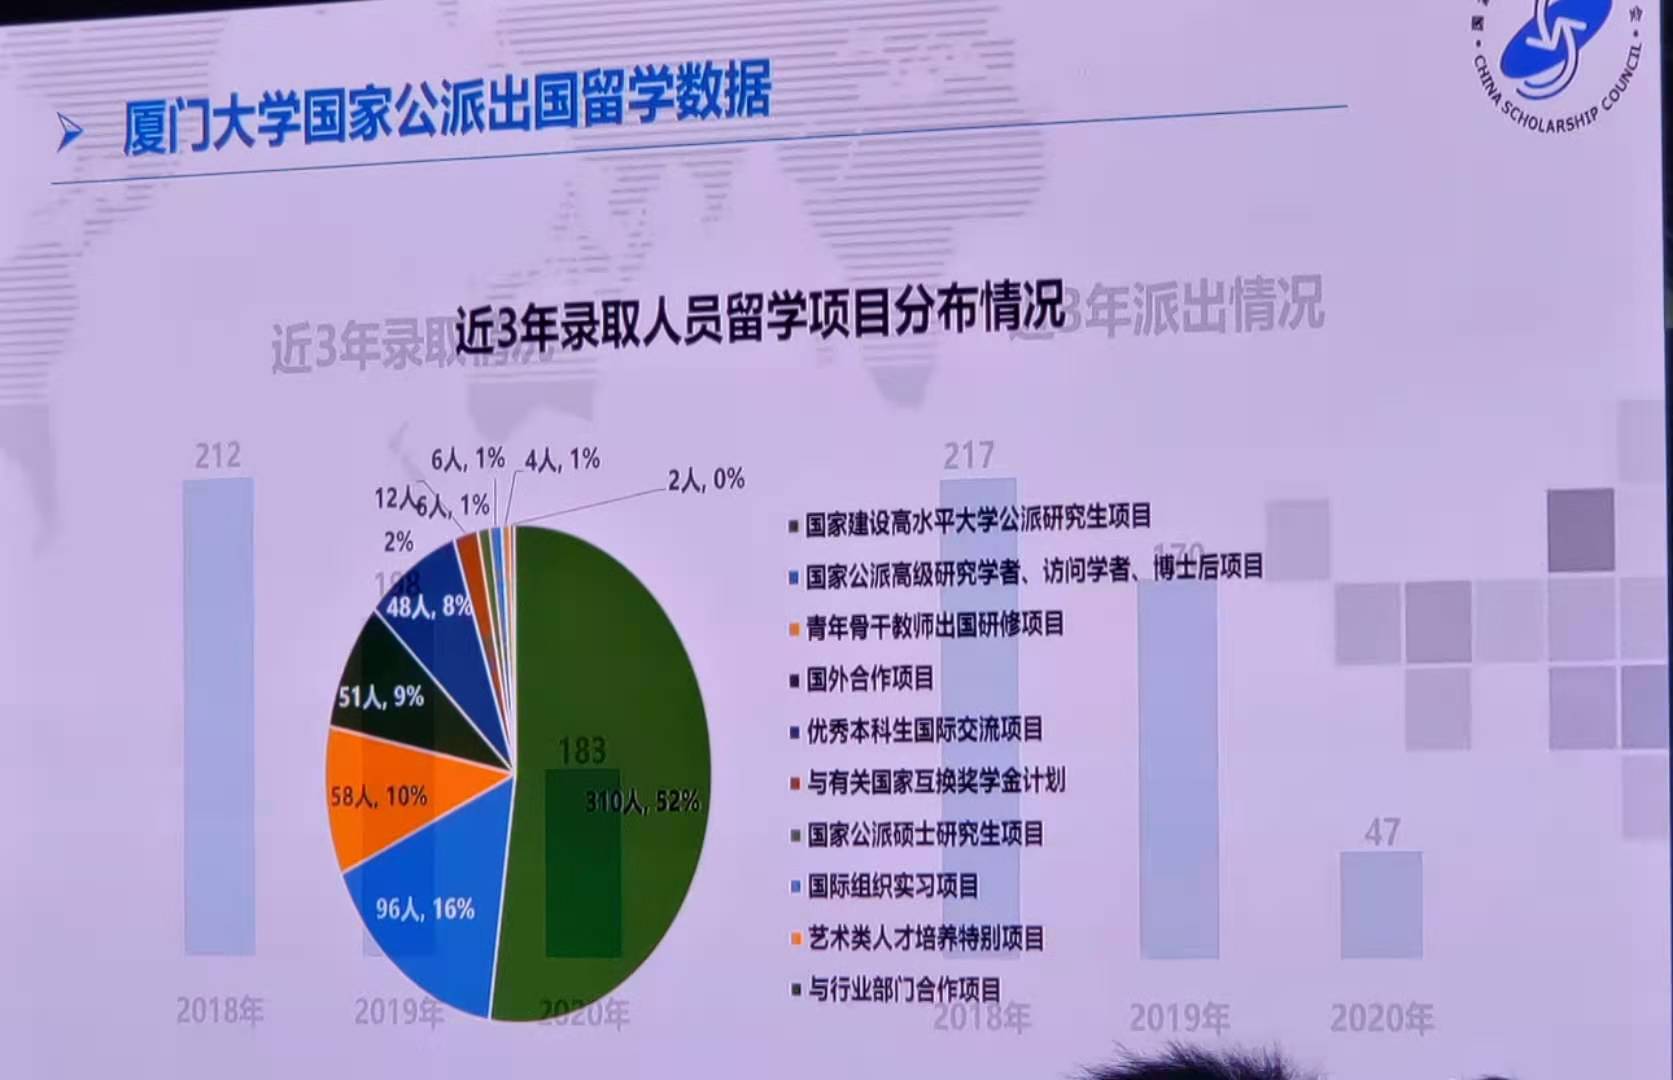 CHINA SCHOLARSHIP COUNCIL
厦门大学国家公派出国留学数据
近3年录取人员留学项目分布情况
近3年录取情况
近3年派出情况
212
198
183
2018年
2019年
2020年
217
170
47
2018年
2019年
2020年
6人, 1%
4人, 1%
2人, 0%
12人,
2%
6人, 1%
48人, 8%
51人, 9%
58人, 10%
96人, 16%
310人, 52%
国家建设高水平大学公派研究生项目
国家公派高级研究学者、访问学者、博士后项目
青年骨干教师出国研修项目
国外合作项目
优秀本科生国际交流项目
与有关国家互换奖学金计划
国家公派硕士研究生项目
国际组织实习项目
艺术类人才培养特别项目
与行业部门合作项目